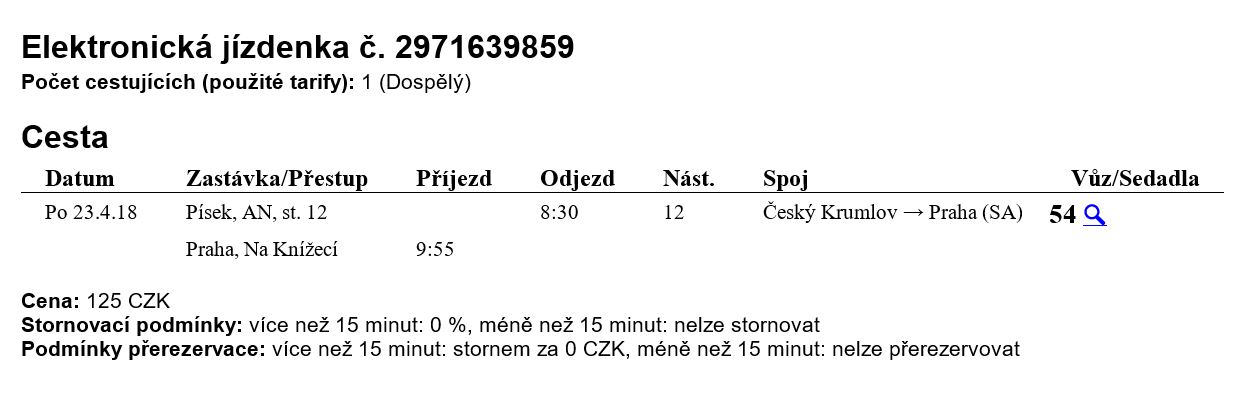 Elektronická jízdenka č. 2971639859
Počet cestujících (použité tarify): 1 (Dospělý)
Cesta
Datum Zastávka/Přestup Příjezd Odjezd Nást. Spoj Vůz/Sedadla
Po 23.4.18 Písek, AN, st. 12 8:30 12 Český Krumlov → Praha (SA) 54
Praha, Na Knížecí 9:55
Cena: 125 CZK
Stornovací podmínky: více než 15 minut: 0 %, méně než 15 minut: nelze stornovat
Podmínky přerezervace: více než 15 minut: stornem za 0 CZK, méně než 15 minut: nelze přerezervovat